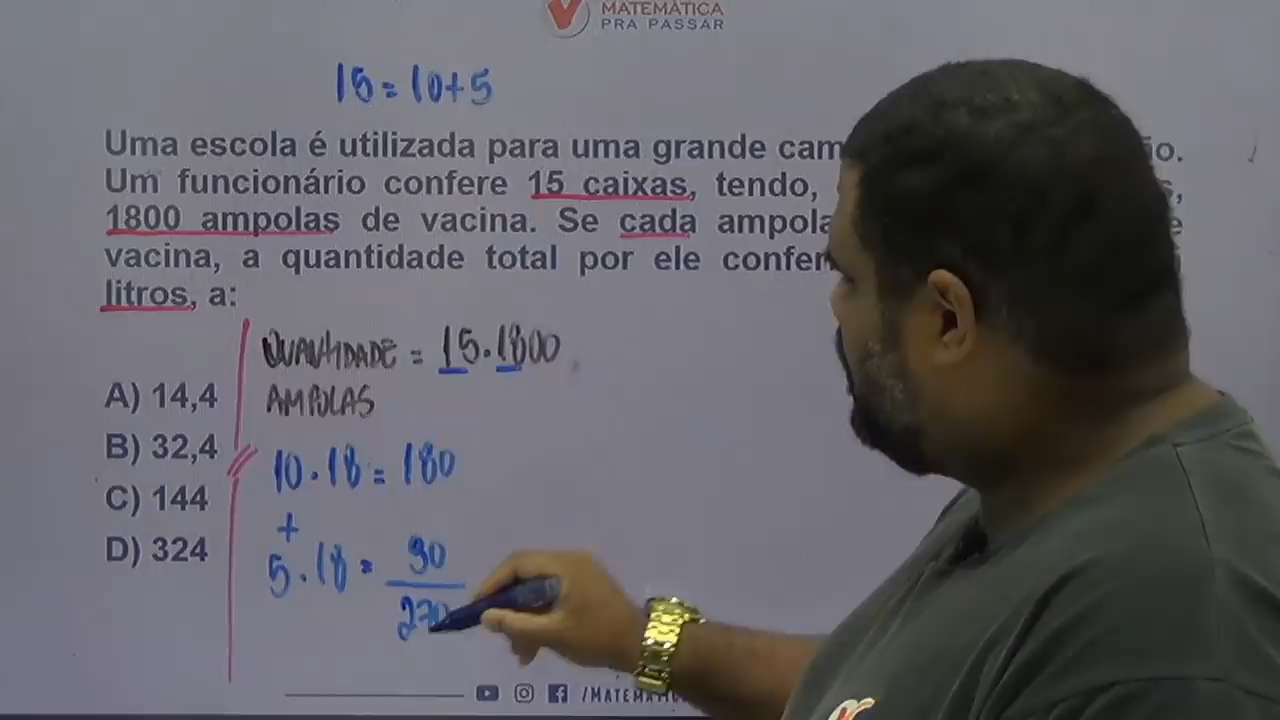 MATEMÁTICA
PRA PASSAR
15 = 10 + 5
Uma escola é utilizada para uma grande cam ão.
Um funcionário confere 15 caixas, tendo,
1800 ampolas de vacina. Se cada ampola
vacina, a quantidade total por ele confer
litros, a:
QUANTIDADE = 15.1800
AMPOLAS
A) 14,4
B) 32,4
C) 144
D) 324
10.18 = 180
+
5.18 = 90
270